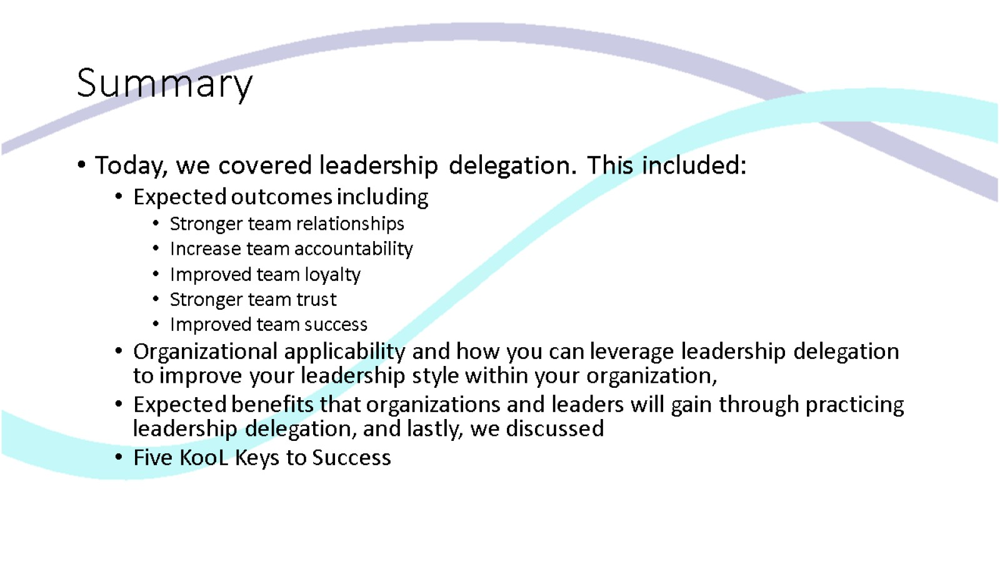 Summary
• Today, we covered leadership delegation. This included:
• Expected outcomes including
• Stronger team relationships
• Increase team accountability
• Improved team loyalty
• Stronger team trust
• Improved team success
• Organizational applicability and how you can leverage leadership delegation
to improve your leadership style within your organization,
• Expected benefits that organizations and leaders will gain through practicing
leadership delegation, and lastly, we discussed
• Five KooL Keys to Success